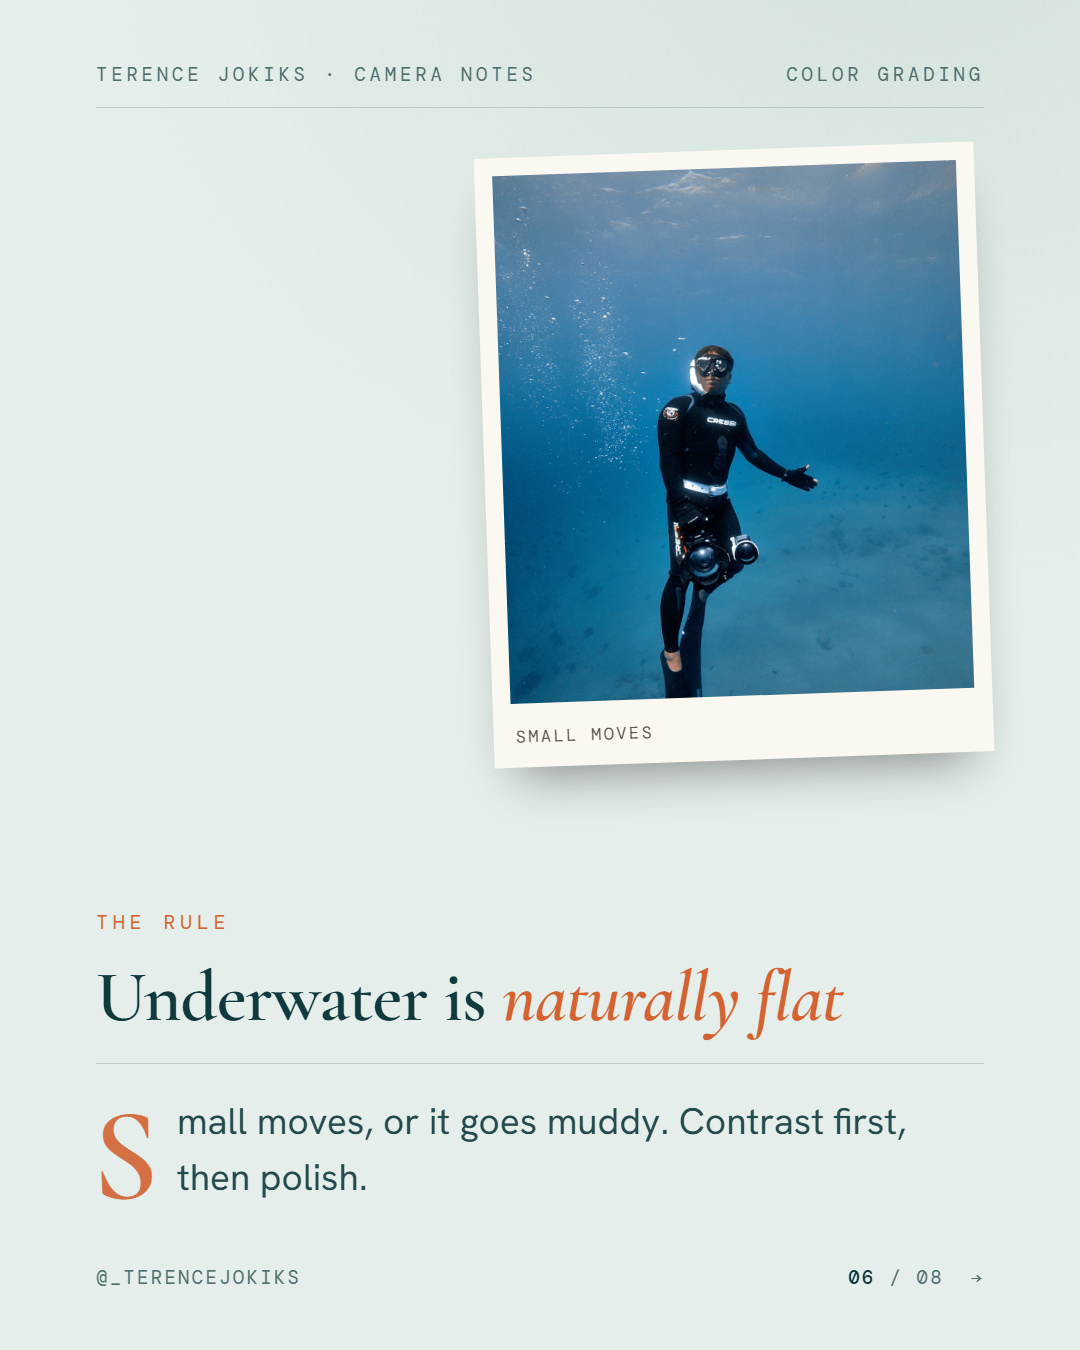 TERENCE JOKIKS · CAMERA NOTES
COLOR GRADING
CRESSI
SMALL MOVES
THE RULE
Underwater is naturally flat
Small moves, or it goes muddy. Contrast first,
then polish.
@_TERENCEJOKIKS
06 / 08 →